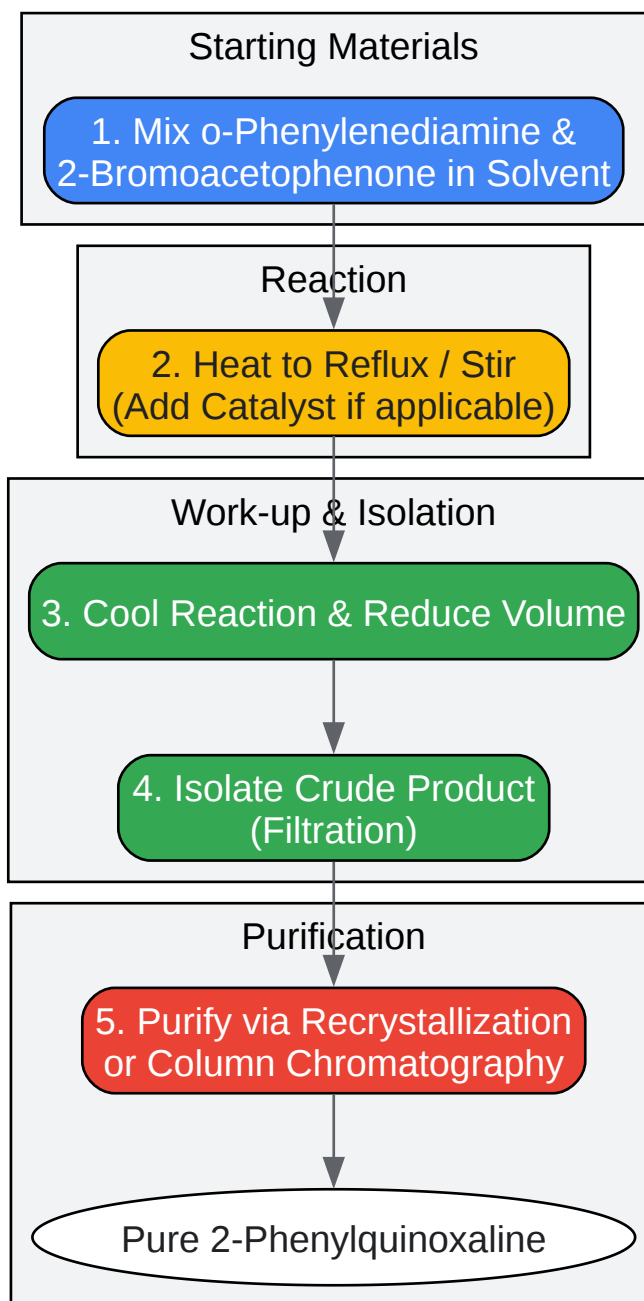 Starting Materials
1. Mix o-Phenylenediamine &
2-Bromoacetophenone in Solvent
Reaction
2. Heat to Reflux / Stir
(Add Catalyst if applicable)
Work-up & Isolation
3. Cool Reaction & Reduce Volume
4. Isolate Crude Product
(Filtration)
Purification
5. Purify via Recrystallization
or Column Chromatography
Pure 2-Phenylquinoxaline